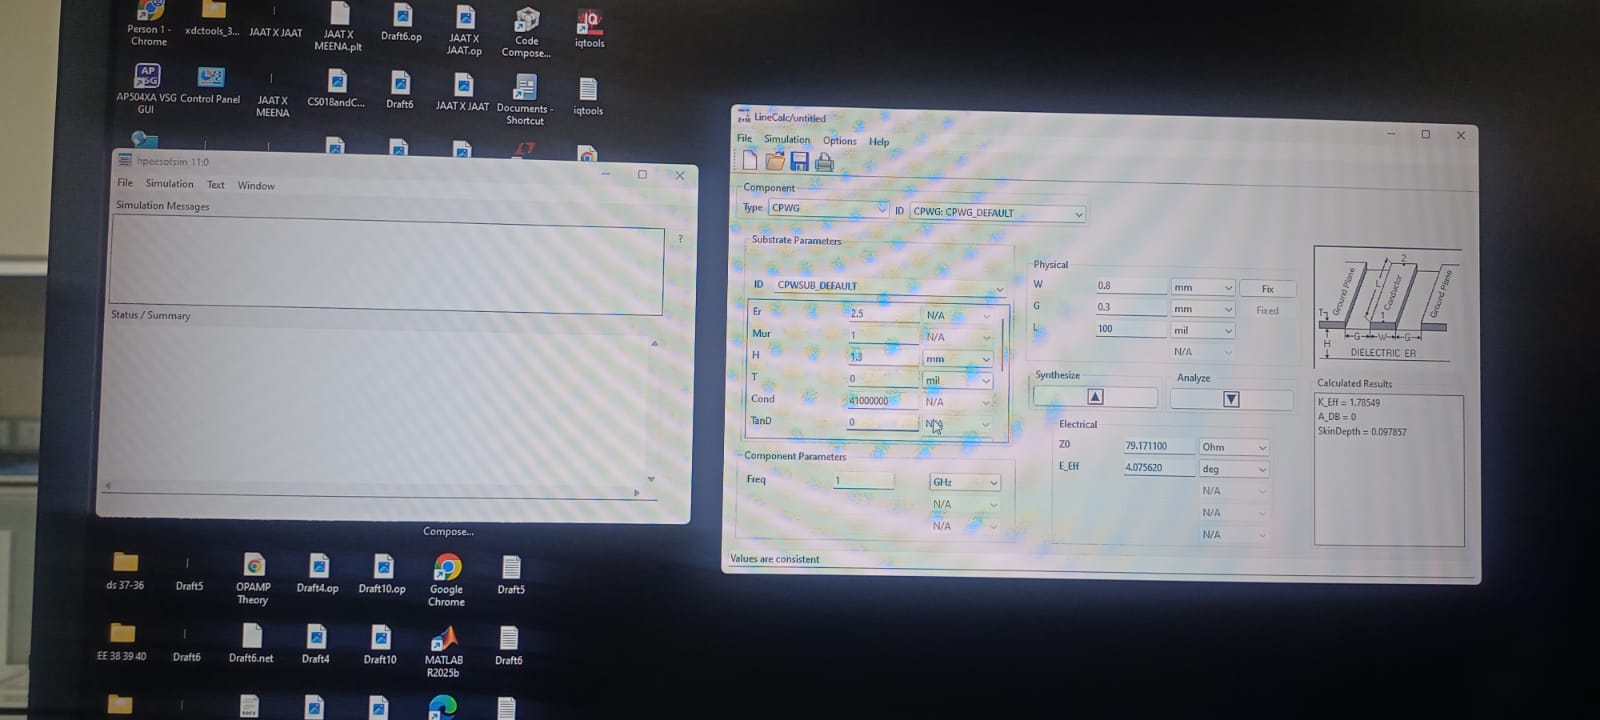 Person 1 -
Chrome
xdctools_3...
JAAT X JAAT
JAAT X
MEENA.plt
Draft6.op
JAAT X
JAAT.op
Code
Compose...
iqtools
AP504XA VSG
GUI
Control Panel
JAAT X
MEENA
CS018andC...
Draft6
JAAT X JAAT
Documents -
Shortcut
iqtools
hpeesofsim 11:0
File Simulation Text Window
Simulation Messages
?
Status / Summary
LineCalc/untitled
File Simulation Options Help
Component
Type CPWG ID CPWG: CPWG_DEFAULT
Substrate Parameters
ID CPWSUB_DEFAULT
Er 2.5 N/A
Mur 1 N/A
H 1.3 mm
T 0 mil
Cond 41000000 N/A
TanD 0
Component Parameters
Freq 1 GHz
N/A
N/A
Physical
W 0.8 mm Fix
G 0.3 mm Fixed
L 100 mil
N/A
Synthesize Analyze
Electrical
Z0 79.171100 Ohm
E_Eff 4.075620 deg
N/A
N/A
N/A
Ground Plane
Conductor
Ground Plane
L
2
1
T
H
G W G
DIELECTRIC ER
Calculated Results
K_Eff = 1.78549
A_DB = 0
SkinDepth = 0.097857
Values are consistent
Compose...
ds 37-36
Draft5
OPAMP
Theory
Draft4.op
Draft10.op
Google
Chrome
Draft5
EE 38 39 40
Draft6
Draft6.net
Draft4
Draft10
MATLAB
R2025b
Draft6